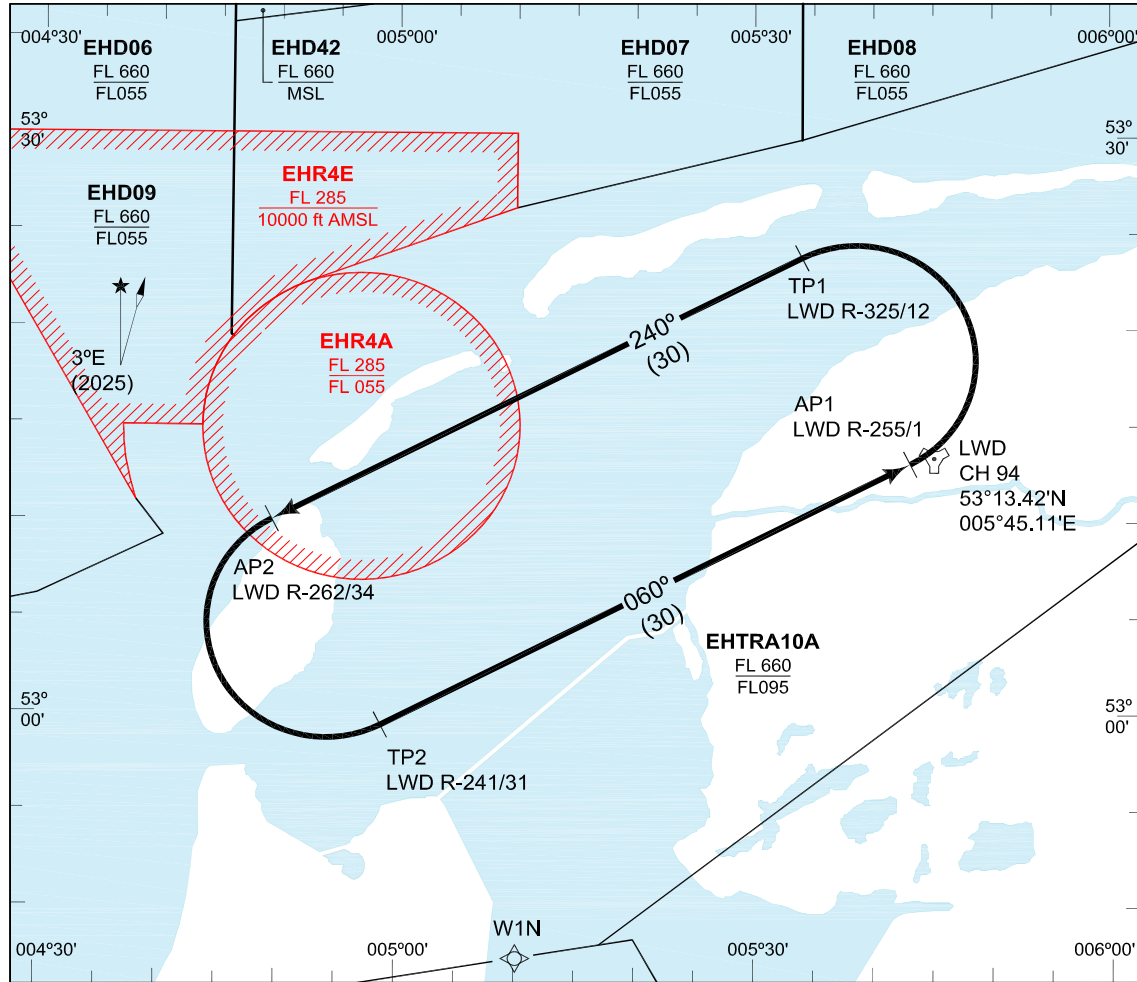 004°30'
005°00'
005°30'
006°00'
EHD06
FL 660
FL055
EHD42
FL 660
MSL
EHD07
FL 660
FL055
EHD08
FL 660
FL055
53°
30'
53°
30'
EHR4E
FL 285
10000 ft AMSL
EHD09
FL 660
FL055
TP1
LWD R-325/12
240°
(30)
EHR4A
FL 285
FL 055
3°E
(2025)
AP1
LWD R-255/1
LWD
CH 94
53°13.42'N
005°45.11'E
AP2
LWD R-262/34
060°
(30)
EHTRA10A
FL 660
FL095
53°
00'
53°
00'
TP2
LWD R-241/31
W1N
004°30'
005°00'
005°30'
006°00'